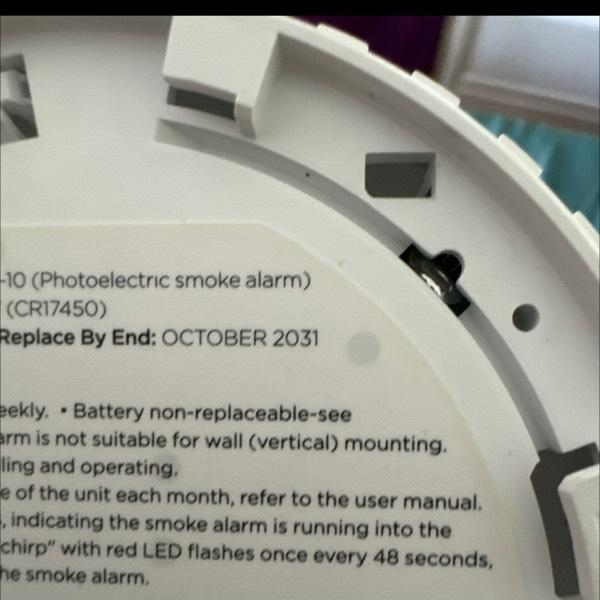 -10 (Photoelectric smoke alarm)
(CR17450)
Replace By End: OCTOBER 2031
eekly. • Battery non-replaceable-see
arm is not suitable for wall (vertical) mounting.
ling and operating.
e of the unit each month, refer to the user manual.
, indicating the smoke alarm is running into the
chirp" with red LED flashes once every 48 seconds,
he smoke alarm.